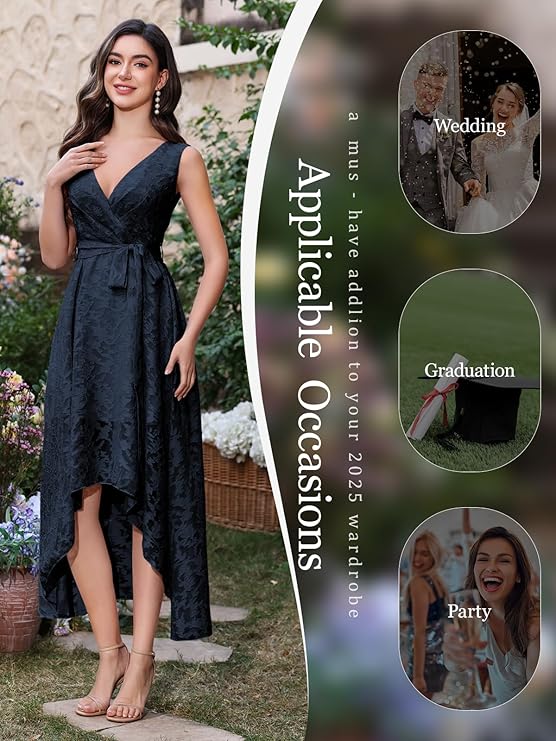 a mus - have addlion to your 2025 wardrobe
Applicable Occasions
Wedding
Graduation
Party